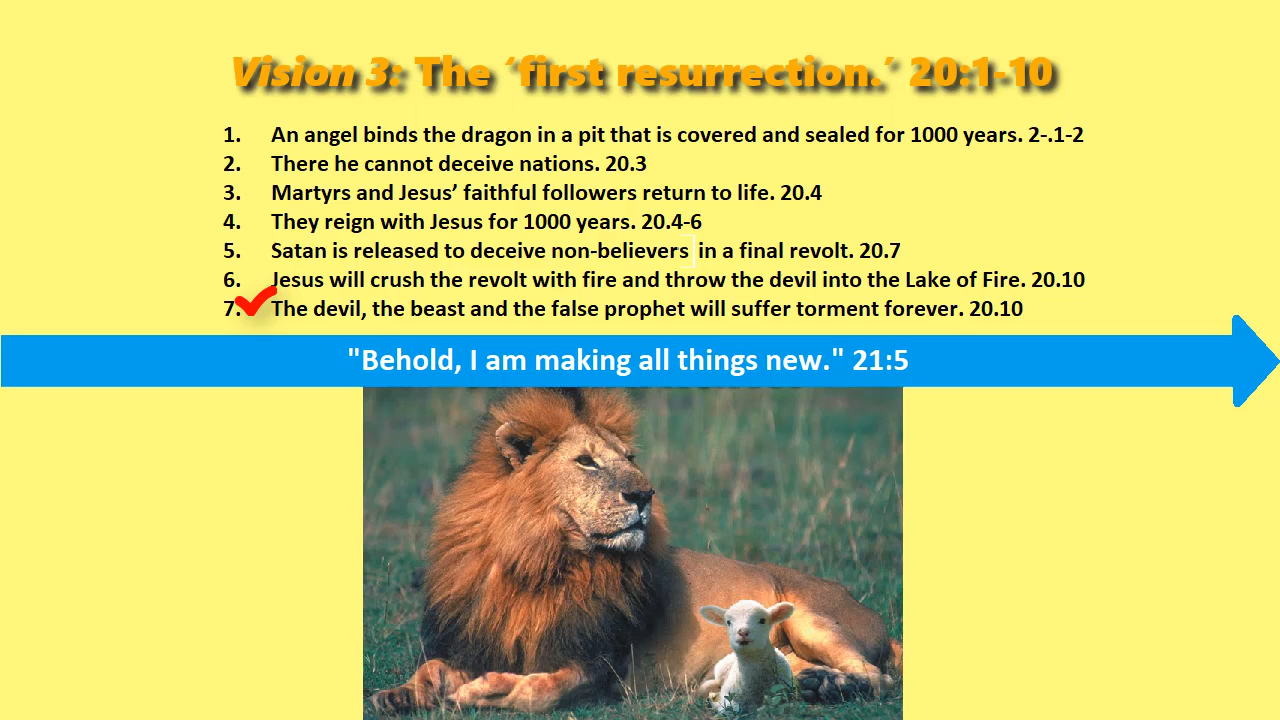 Vision 3: The ‘first resurrection.’ 20:1-10
1. An angel binds the dragon in a pit that is covered and sealed for 1000 years. 2-.1-2
2. There he cannot deceive nations. 20.3
3. Martyrs and Jesus’ faithful followers return to life. 20.4
4. They reign with Jesus for 1000 years. 20.4-6
5. Satan is released to deceive non-believers in a final revolt. 20.7
6. Jesus will crush the revolt with fire and throw the devil into the Lake of Fire. 20.10
7. The devil, the beast and the false prophet will suffer torment forever. 20.10
"Behold, I am making all things new." 21:5